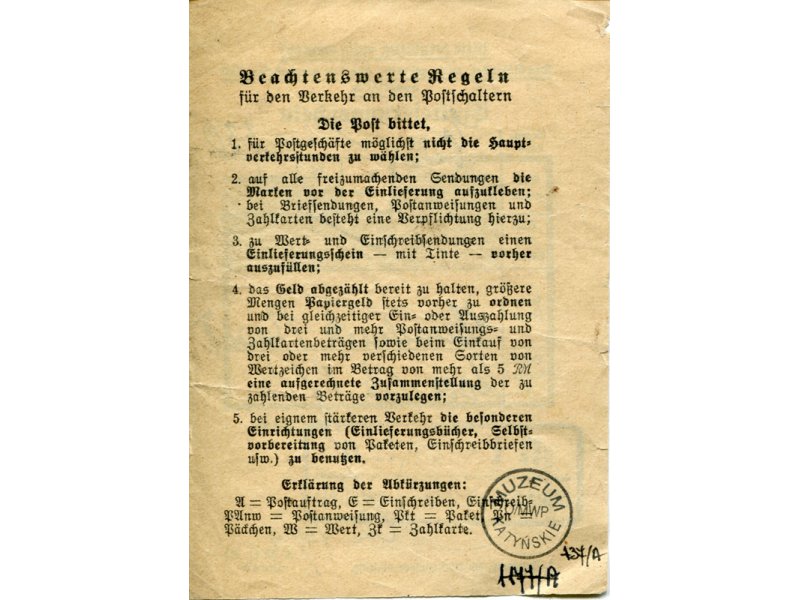 Beachtenswerte Regeln
für den Verkehr an den Postschaltern
Die Post bittet,
1. für Postgeschäfte möglichst nicht die Haupt-
verkehrsstunden zu wählen;
2. auf alle freizumachenden Sendungen die
Marken vor der Einlieferung aufzukleben;
bei Briefsendungen, Postanweisungen und
Zahlkarten besteht eine Verpflichtung hierzu;
3. zu Wert- und Einschreibsendungen einen
Einlieferungsschein — mit Tinte — vorher
auszufüllen;
4. das Geld abgezählt bereit zu halten, größere
Mengen Papiergeld stets vorher zu ordnen
und bei gleichzeitiger Ein- oder Auszahlung
von drei und mehr Postanweisungs- und
Zahlkartenbeträgen sowie beim Einkauf von
drei oder mehr verschiedenen Sorten von
Wertzeichen im Betrag von mehr als 5 RM
eine aufgerechnete Zusammenstellung der zu
zahlenden Beträge vorzulegen;
5. bei eignem stärkeren Verkehr die besonderen
Einrichtungen (Einlieferungsbücher, Selbst-
vorbereitung von Paketen, Einschreibbriefen
usw.) zu benutzen.
Erklärung der Abkürzungen:
A = Postauftrag, E = Einschreiben, Einschreib-
PAnw = Postanweisung, Pkt = Paket, Pn
Päckchen, W = Wert, Zk = Zahlkarte.
MUZEUM
MWP
KATYŃSKIE
737/A